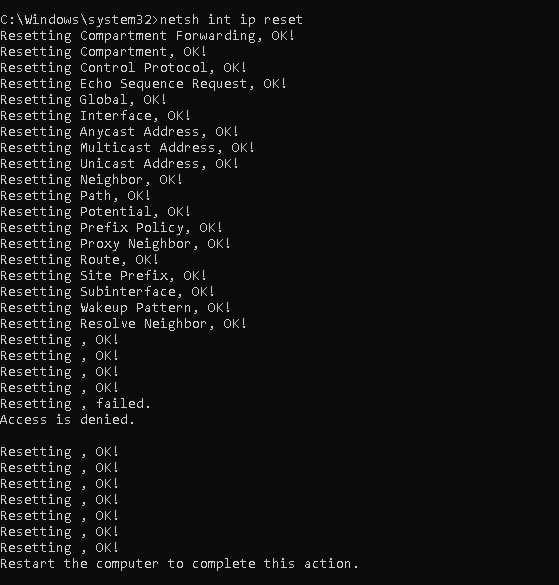 C:\Windows\system32>netsh int ip reset
Resetting Compartment Forwarding, OK!
Resetting Compartment, OK!
Resetting Control Protocol, OK!
Resetting Echo Sequence Request, OK!
Resetting Global, OK!
Resetting Interface, OK!
Resetting Anycast Address, OK!
Resetting Multicast Address, OK!
Resetting Unicast Address, OK!
Resetting Neighbor, OK!
Resetting Path, OK!
Resetting Potential, OK!
Resetting Prefix Policy, OK!
Resetting Proxy Neighbor, OK!
Resetting Route, OK!
Resetting Site Prefix, OK!
Resetting Subinterface, OK!
Resetting Wakeup Pattern, OK!
Resetting Resolve Neighbor, OK!
Resetting , OK!
Resetting , OK!
Resetting , OK!
Resetting , OK!
Resetting , failed.
Access is denied.

Resetting , OK!
Resetting , OK!
Resetting , OK!
Resetting , OK!
Resetting , OK!
Resetting , OK!
Resetting , OK!
Restart the computer to complete this action.